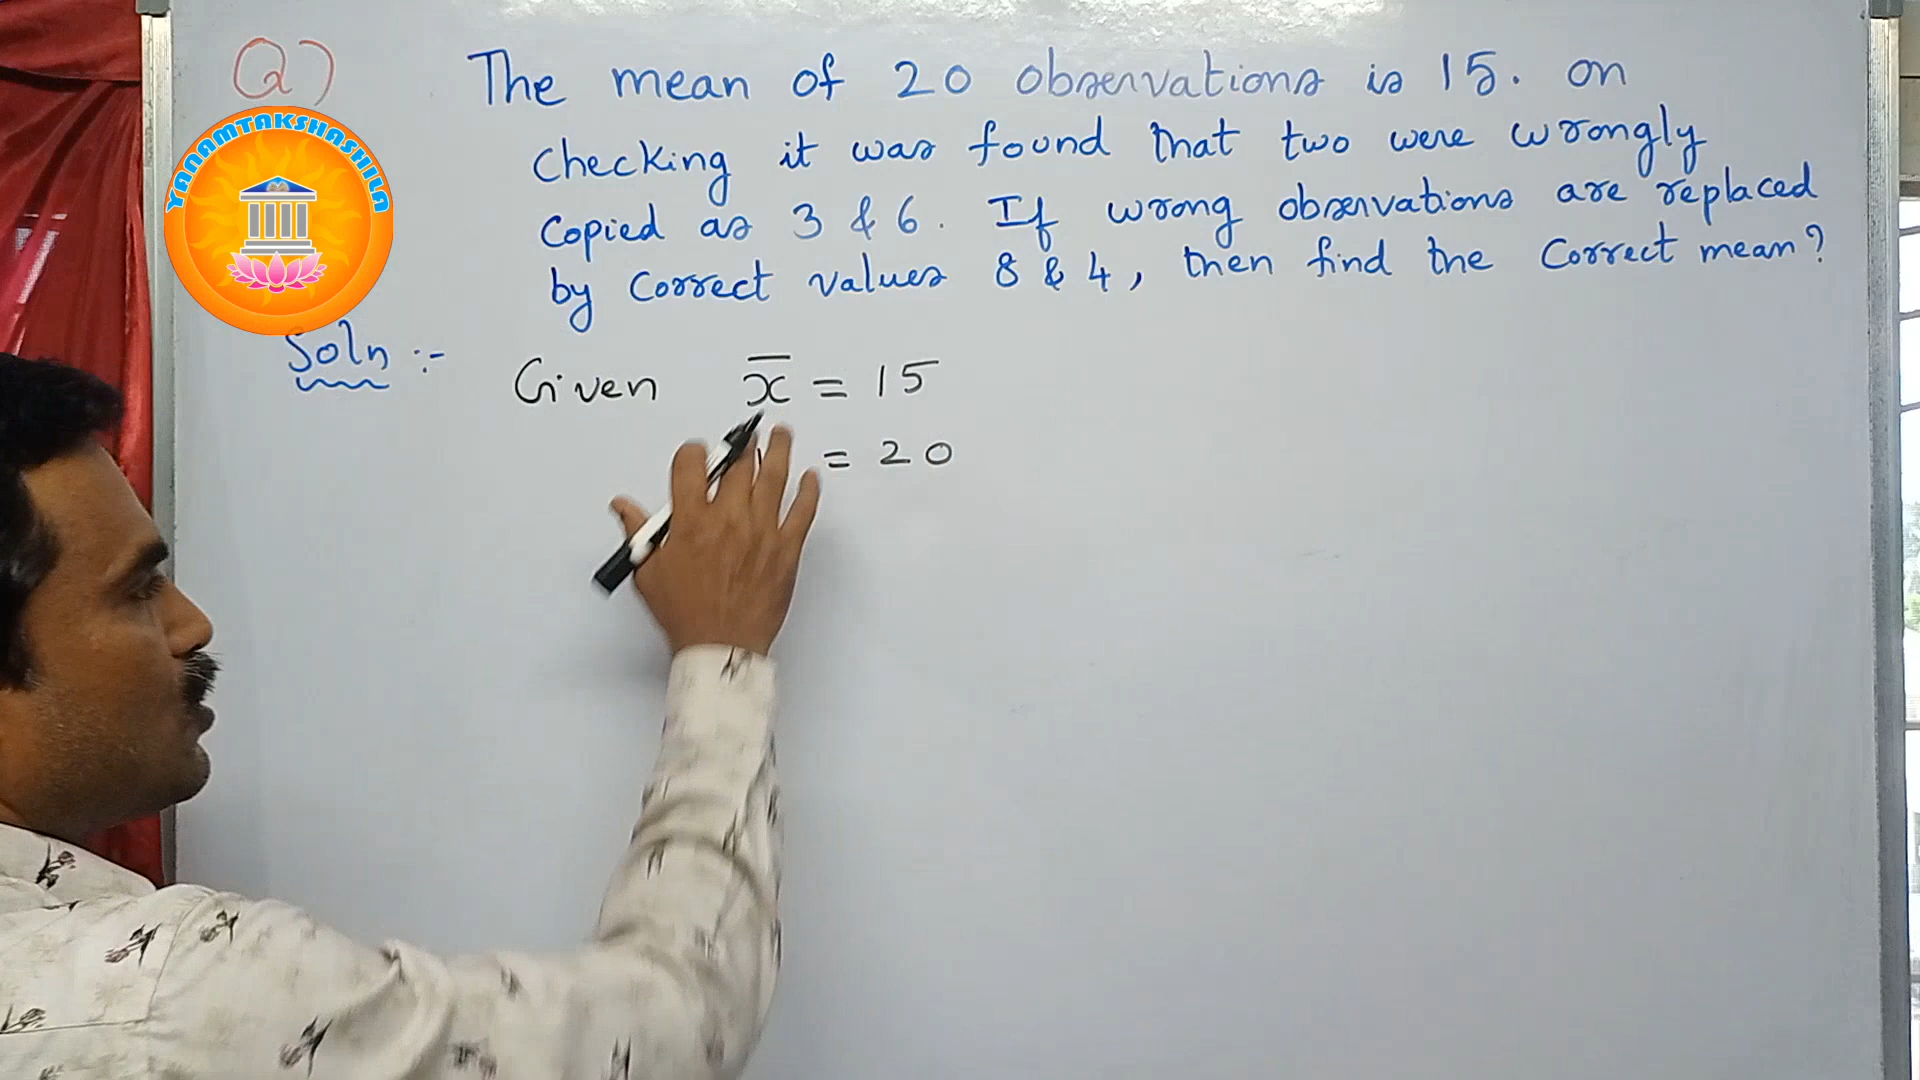 Q)
The mean of 20 observations is 15. on
checking it was found that two were wrongly
copied as 3 & 6. If wrong observations are replaced
by correct values 8 & 4, then find the correct mean?
YANAMTAKSHASHILA
Soln :-
Given x̅ = 15
= 20